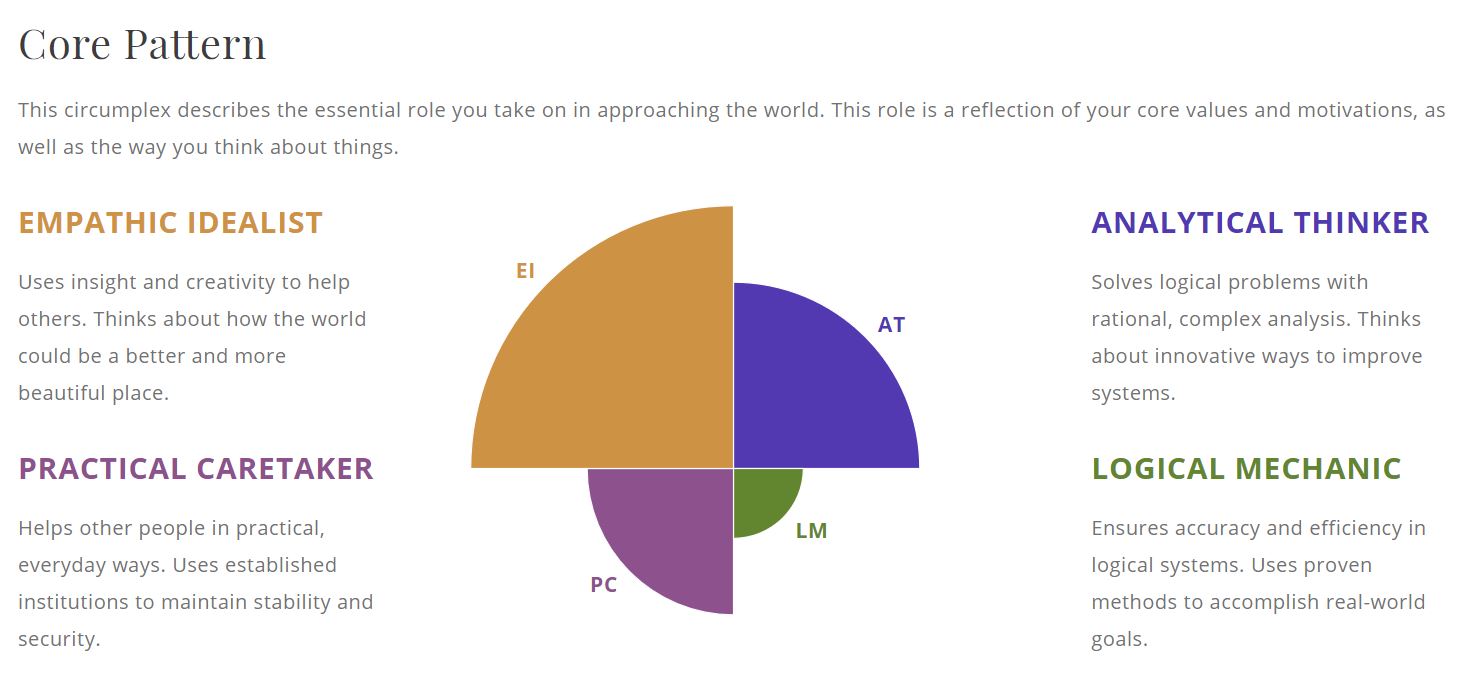 Core Pattern
This circumplex describes the essential role you take on in approaching the world. This role is a reflection of your core values and motivations, as
well as the way you think about things.
EMPATHIC IDEALIST
Uses insight and creativity to help
others. Thinks about how the world
could be a better and more
beautiful place.
PRACTICAL CARETAKER
Helps other people in practical,
everyday ways. Uses established
institutions to maintain stability and
security.
EI
AT
PC
LM
ANALYTICAL THINKER
Solves logical problems with
rational, complex analysis. Thinks
about innovative ways to improve
systems.
LOGICAL MECHANIC
Ensures accuracy and efficiency in
logical systems. Uses proven
methods to accomplish real-world
goals.